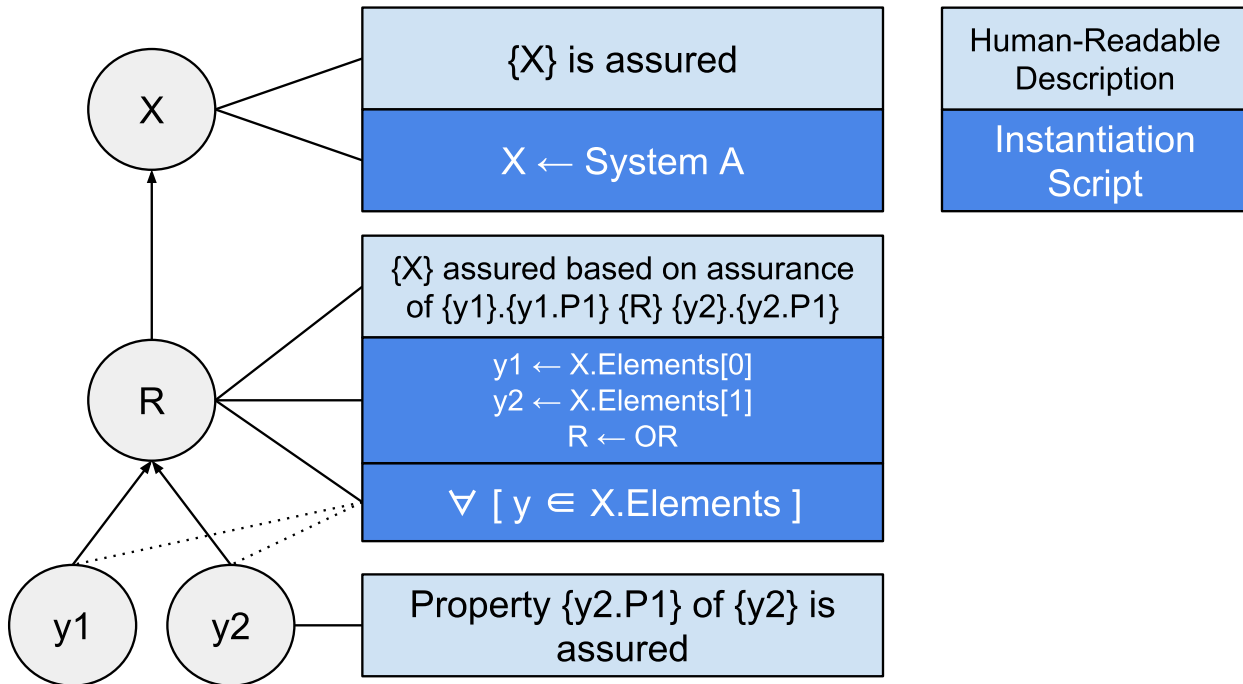 X
{X} is assured
X ← System A
Human-Readable
Description
Instantiation
Script
R
{X} assured based on assurance
of {y1}.{y1.P1} {R} {y2}.{y2.P1}
y1 ← X.Elements[0]
y2 ← X.Elements[1]
R ← OR
∀ [ y ∈ X.Elements ]
y1
y2
Property {y2.P1} of {y2} is
assured